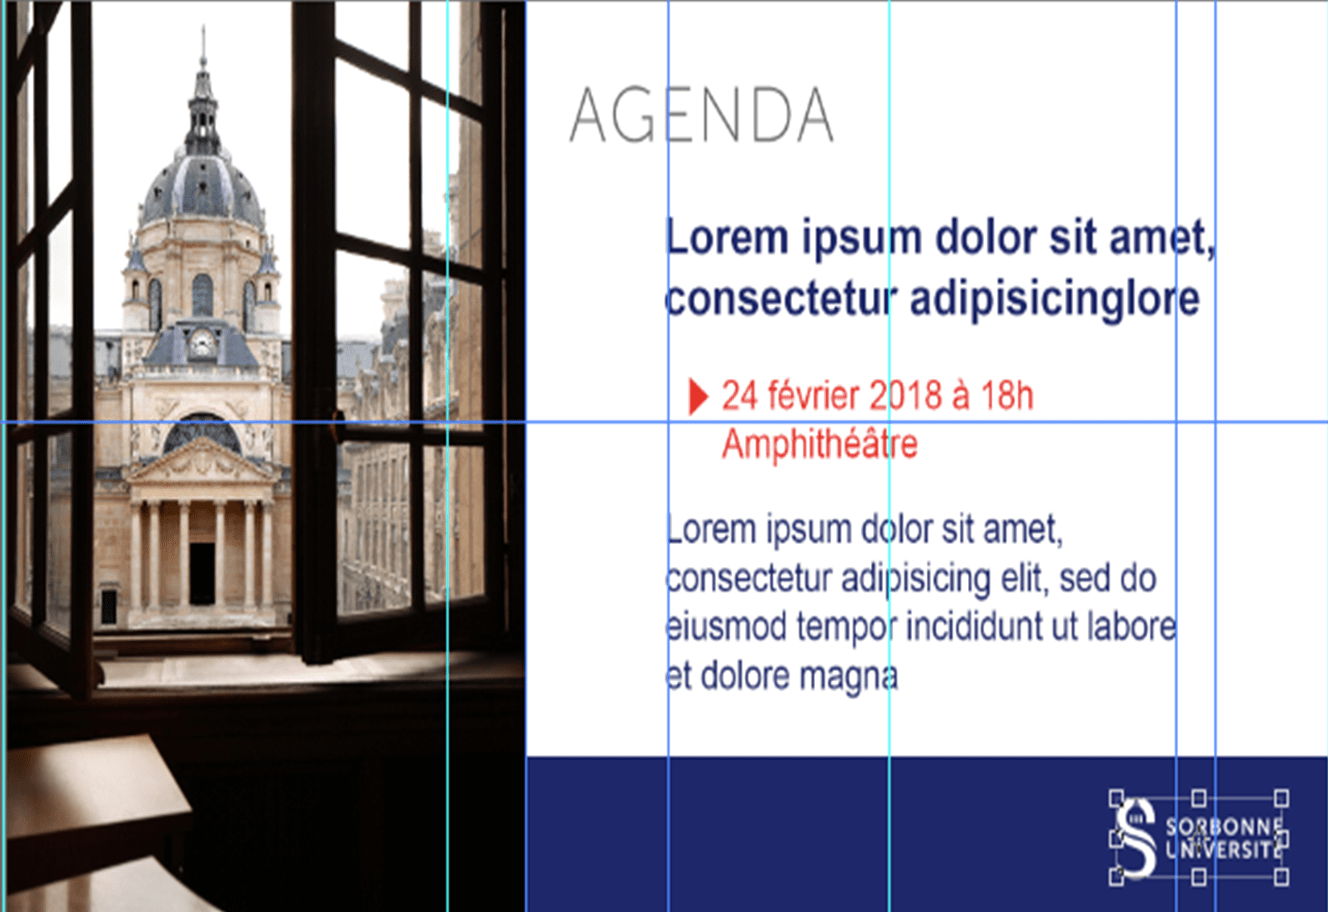 AGENDA
Lorem ipsum dolor sit amet,
consectetur adipisicinglore
24 février 2018 à 18h
Amphithéâtre
Lorem ipsum dolor sit amet,
consectetur adipisicing elit, sed do
eiusmod tempor incididunt ut labore
et dolore magna
SORBONNE
UNIVERSITÉ